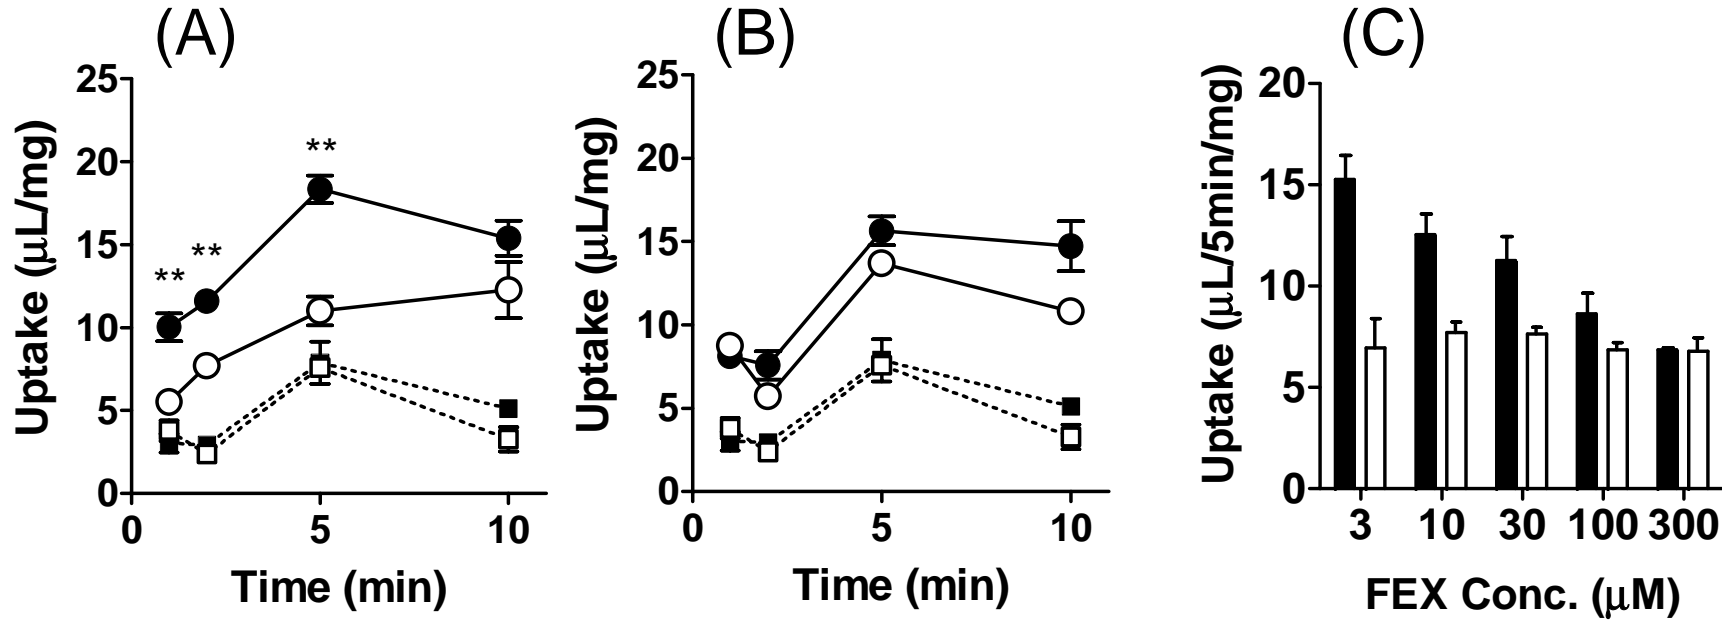 (A)
25
20
15
10
5
0
0 5 10
Uptake (μL/mg)
Time (min)
** ** **
(B)
25
20
15
10
5
0
0 5 10
Uptake (μL/mg)
Time (min)
(C)
20
15
10
5
0
3 10 30 100 300
Uptake (μL/5min/mg)
FEX Conc. (μM)